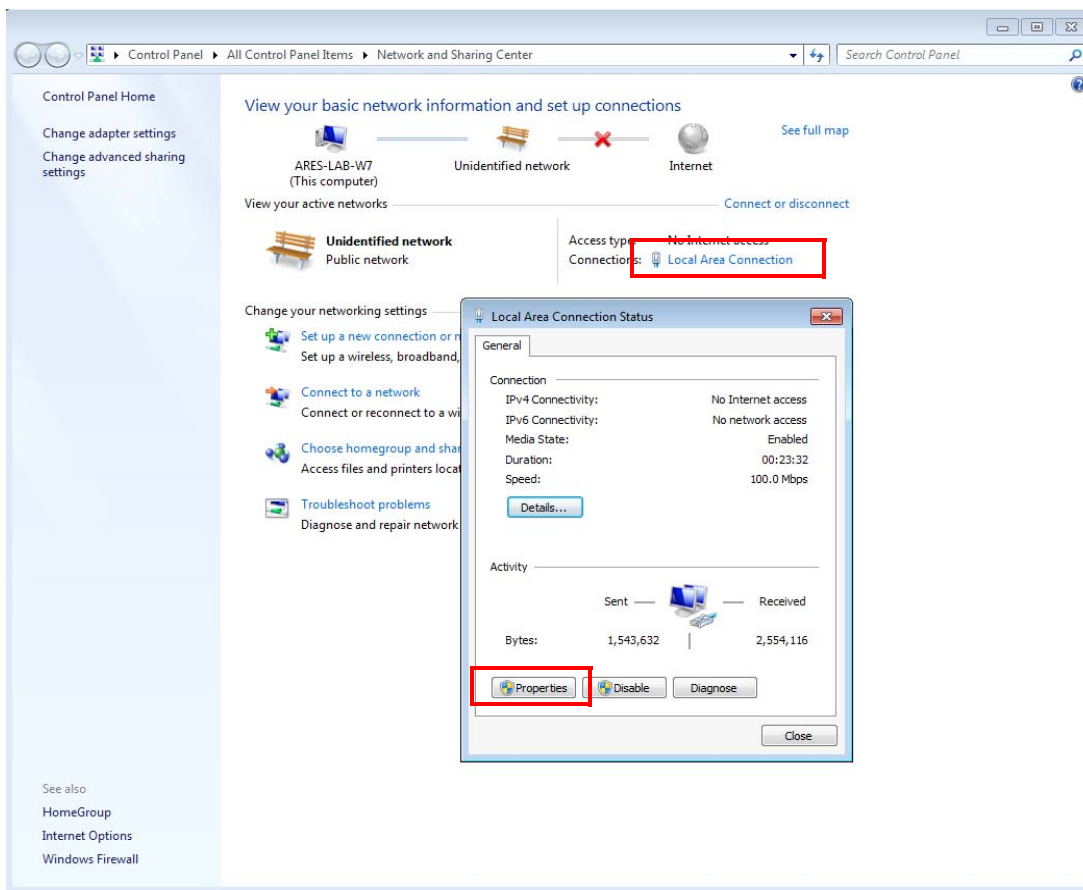 Control Panel ▸ All Control Panel Items ▸ Network and Sharing Center
Search Control Panel
Control Panel Home
Change adapter settings
Change advanced sharing
settings
View your basic network information and set up connections
See full map
ARES-LAB-W7
(This computer)
Unidentified network
Internet
View your active networks
Connect or disconnect
Unidentified network
Public network
Access type: No Internet access
Connections: Local Area Connection
Change your networking settings
Set up a new connection or
Set up a wireless, broadband,
Connect to a network
Connect or reconnect to a
Choose homegroup and
Access files and printers
Troubleshoot problems
Diagnose and repair network
Local Area Connection Status
General
Connection
IPv4 Connectivity: No Internet access
IPv6 Connectivity: No network access
Media State: Enabled
Duration: 00:23:32
Speed: 100.0 Mbps
Details...
Activity
Sent
Received
Bytes: 1,543,632 2,554,116
Properties
Disable
Diagnose
Close
See also
HomeGroup
Internet Options
Windows Firewall